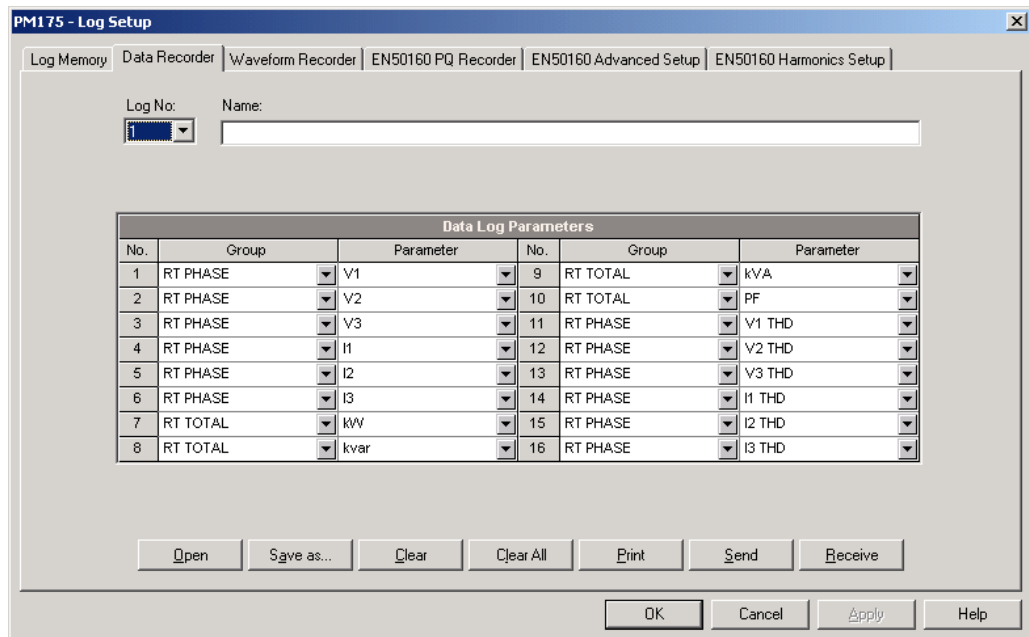 PM175 - Log Setup
Log Memory Data Recorder Waveform Recorder EN50160 PQ Recorder EN50160 Advanced Setup EN50160 Harmonics Setup
Log No: Name:
1
Data Log Parameters
No. Group Parameter No. Group Parameter
1 RT PHASE V1 9 RT TOTAL kVA
2 RT PHASE V2 10 RT TOTAL PF
3 RT PHASE V3 11 RT PHASE V1 THD
4 RT PHASE I1 12 RT PHASE V2 THD
5 RT PHASE I2 13 RT PHASE V3 THD
6 RT PHASE I3 14 RT PHASE I1 THD
7 RT TOTAL kW 15 RT PHASE I2 THD
8 RT TOTAL kvar 16 RT PHASE I3 THD
Open Save as... Clear Clear All Print Send Receive
OK Cancel Apply Help